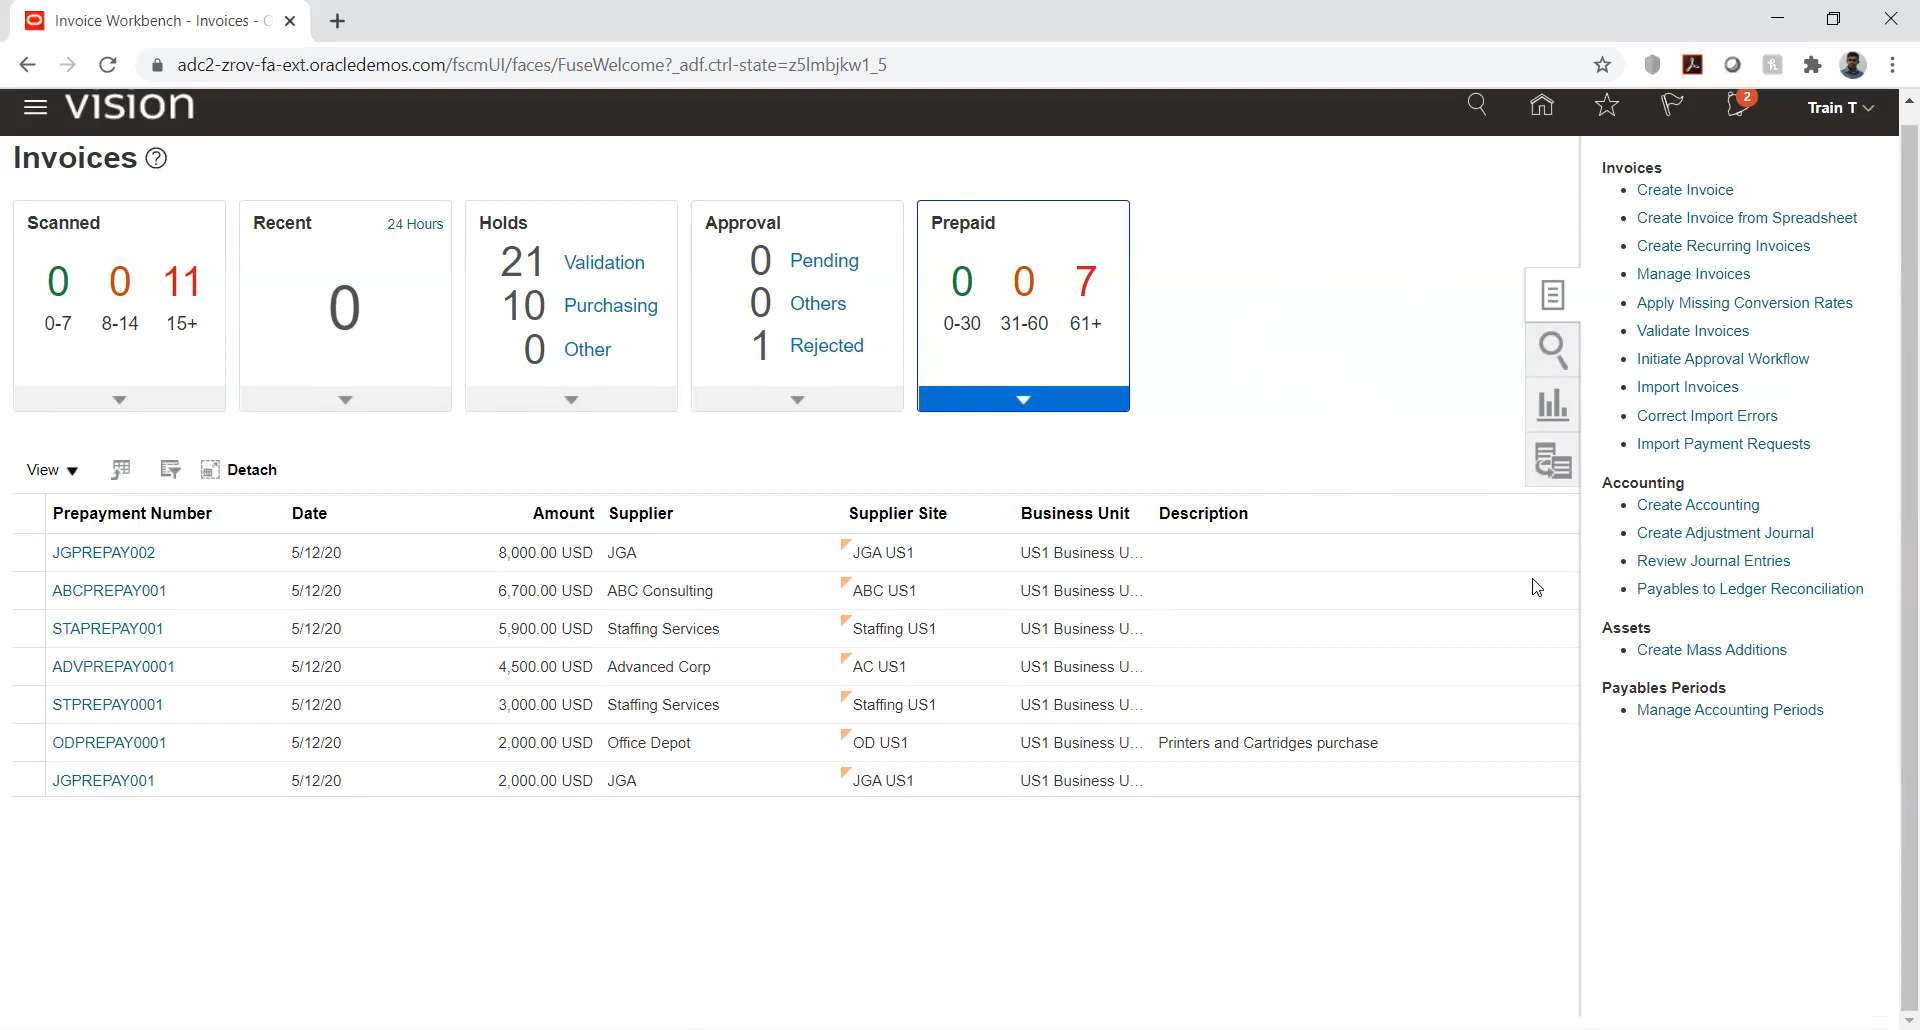 Invoice Workbench - Invoices - O
adc2-zrov-fa-ext.oracledemos.com/fscmUI/faces/FuseWelcome?_adf.ctrl-state=z5lmbjkw1_5
vision
2
Train T
Invoices
Scanned
0 0 11
0-7 8-14 15+
Recent 24 Hours
0
Holds
21 Validation
10 Purchasing
0 Other
Approval
0 Pending
0 Others
1 Rejected
Prepaid
0 0 7
0-30 31-60 61+
View Detach
Prepayment Number Date Amount Supplier Supplier Site Business Unit Description
JGPREPAY002 5/12/20 8,000.00 USD JGA JGA US1 US1 Business U...
ABCPREPAY001 5/12/20 6,700.00 USD ABC Consulting ABC US1 US1 Business U...
STAPREPAY001 5/12/20 5,900.00 USD Staffing Services Staffing US1 US1 Business U...
ADVPREPAY0001 5/12/20 4,500.00 USD Advanced Corp AC US1 US1 Business U...
STPREPAY0001 5/12/20 3,000.00 USD Staffing Services Staffing US1 US1 Business U...
ODPREPAY0001 5/12/20 2,000.00 USD Office Depot OD US1 US1 Business U... Printers and Cartridges purchase
JGPREPAY001 5/12/20 2,000.00 USD JGA JGA US1 US1 Business U...
Invoices
Create Invoice
Create Invoice from Spreadsheet
Create Recurring Invoices
Manage Invoices
Apply Missing Conversion Rates
Validate Invoices
Initiate Approval Workflow
Import Invoices
Correct Import Errors
Import Payment Requests
Accounting
Create Accounting
Create Adjustment Journal
Review Journal Entries
Payables to Ledger Reconciliation
Assets
Create Mass Additions
Payables Periods
Manage Accounting Periods